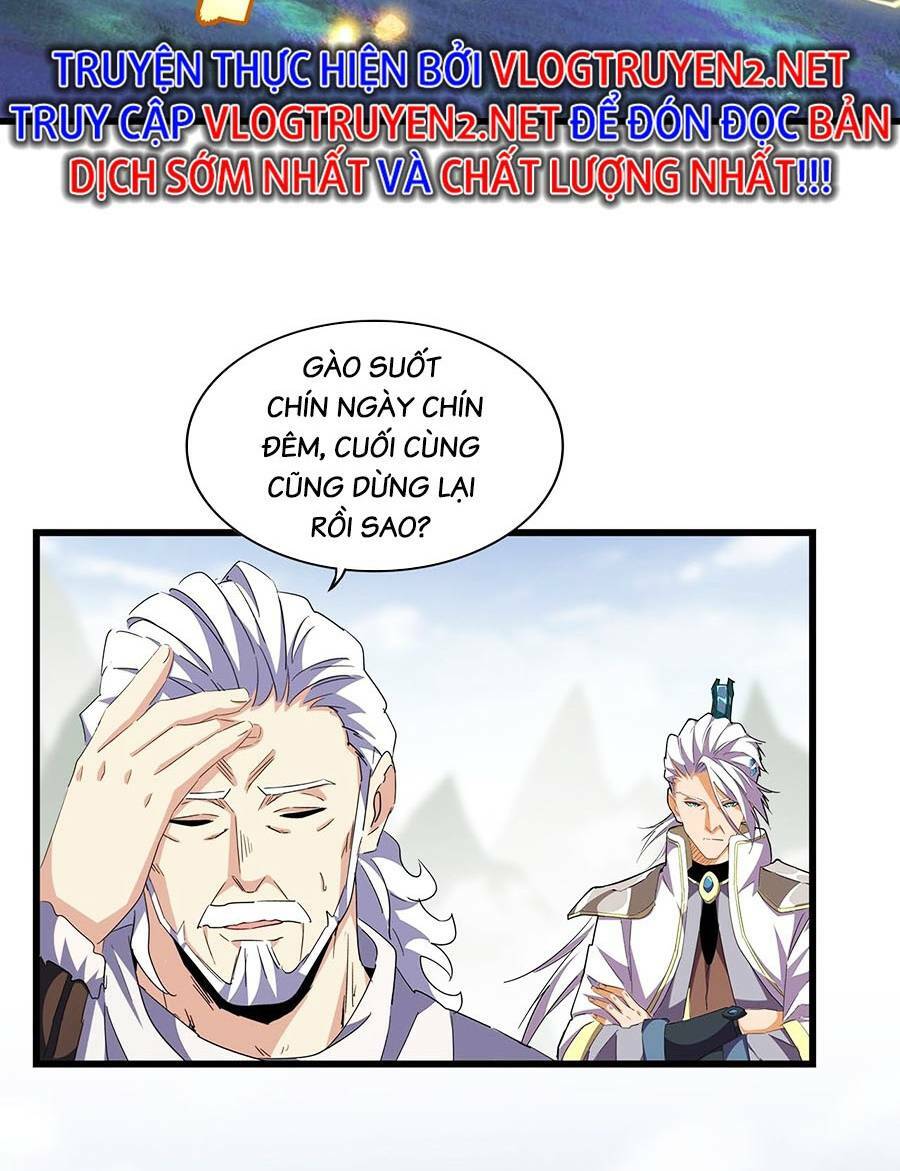 TRUYỆN THỰC HIỆN BỞI VLOGTRUYEN2.NET
TRUY CẬP VLOGTRUYEN2.NET ĐỂ ĐÓN ĐỌC BẢN
DỊCH SỚM NHẤT VÀ CHẤT LƯỢNG NHẤT!!!
GÀO SUỐT
CHÍN NGÀY CHÍN
ĐÊM, CUỐI CÙNG
CŨNG DỪNG LẠI
RỒI SAO?